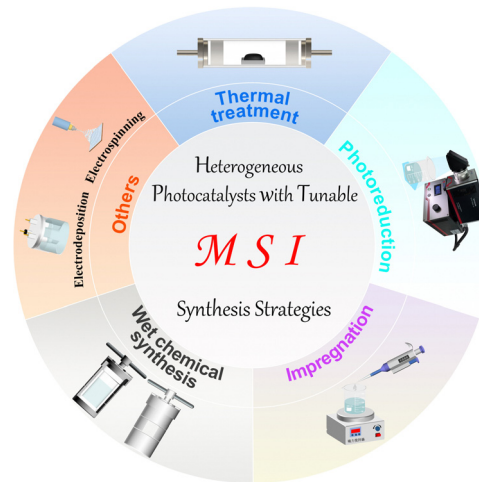 Thermal
treatment
Photoreduction
Impregnation
Wet chemical
synthesis
Others
Electrospinning
Electrodeposition
Heterogeneous
Photocatalysts with Tunable
M S I
Synthesis Strategies